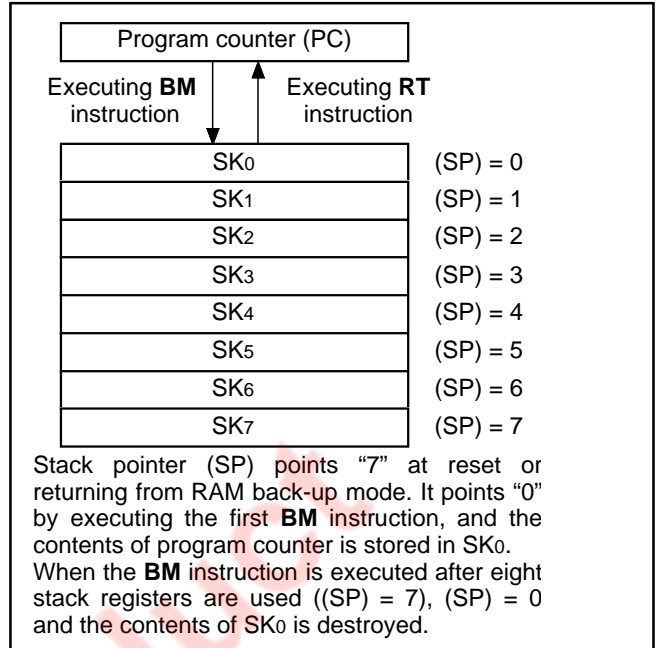 Program counter (PC)
Executing BM
instruction
Executing RT
instruction
SK0 (SP) = 0
SK1 (SP) = 1
SK2 (SP) = 2
SK3 (SP) = 3
SK4 (SP) = 4
SK5 (SP) = 5
SK6 (SP) = 6
SK7 (SP) = 7
Stack pointer (SP) points “7” at reset or
returning from RAM back-up mode. It points “0”
by executing the first BM instruction, and the
contents of program counter is stored in SK0.
When the BM instruction is executed after eight
stack registers are used ((SP) = 7), (SP) = 0
and the contents of SK0 is destroyed.